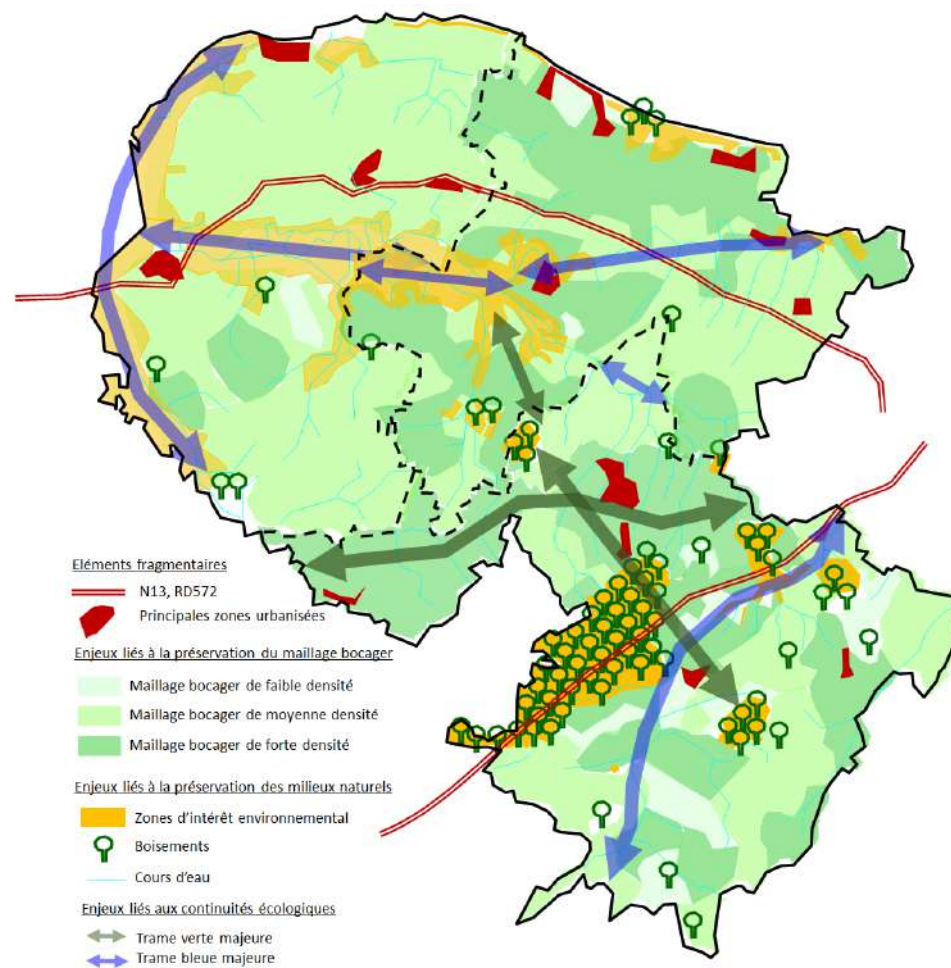 Eléments fragmentaires
N13, RD572
Principales zones urbanisées
Enjeux liés à la préservation du maillage bocager
Maillage bocager de faible densité
Maillage bocager de moyenne densité
Maillage bocager de forte densité
Enjeux liés à la préservation des milieux naturels
Zones d'intérêt environnemental
Boisements
Cours d'eau
Enjeux liés aux continuités écologiques
Trame verte majeure
Trame bleue majeure